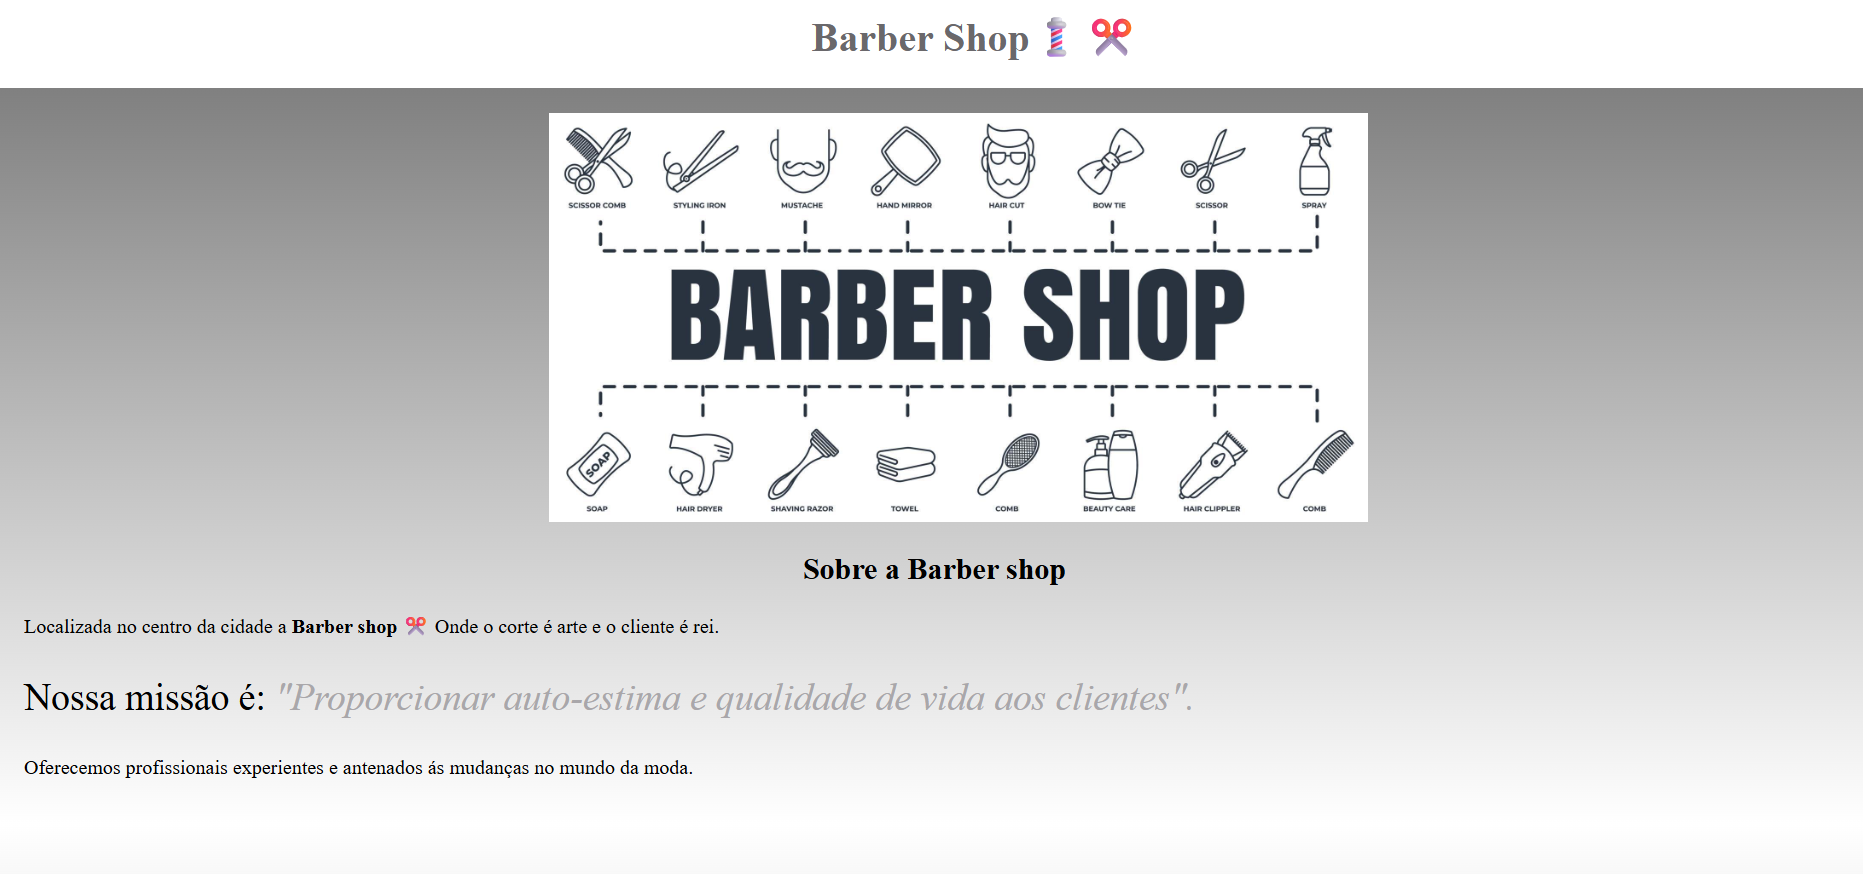 Barber Shop 💈 ✂
SCISSOR COMB STYLING IRON MUSTACHE HAND MIRROR HAIR CUT BOW TIE SCISSOR SPRAY
BARBER SHOP
SOAP
SOAP HAIR DRYER SHAVING RAZOR TOWEL COMB BEAUTY CARE HAIR CLIPPLER COMB
Sobre a Barber shop
Localizada no centro da cidade a Barber shop ✂ Onde o corte é arte e o cliente é rei.
Nossa missão é: "Proporcionar auto-estima e qualidade de vida aos clientes".
Oferecemos profissionais experientes e antenados ás mudanças no mundo da moda.